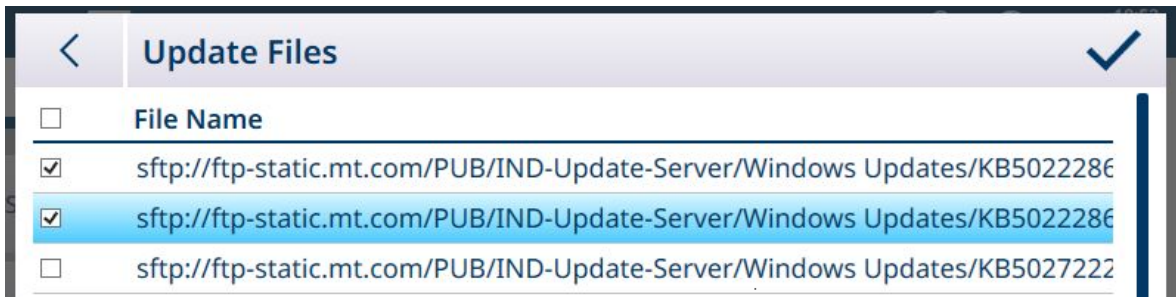 Update Files
File Name
sftp://ftp-static.mt.com/PUB/IND-Update-Server/Windows Updates/KB5022286
sftp://ftp-static.mt.com/PUB/IND-Update-Server/Windows Updates/KB5022286
sftp://ftp-static.mt.com/PUB/IND-Update-Server/Windows Updates/KB5027222